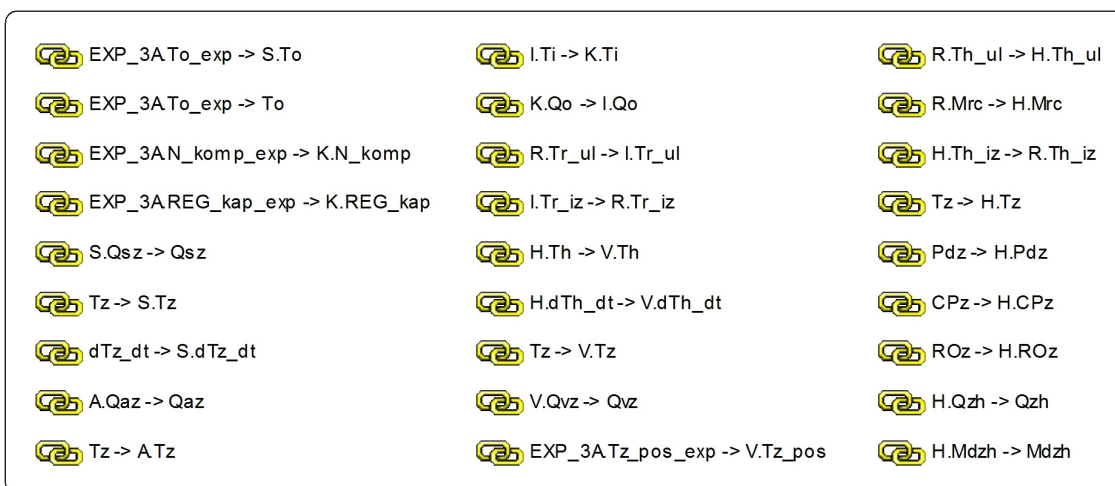 EXP_3A.To_exp -> S.To
EXP_3A.To_exp -> To
EXP_3A.N_komp_exp -> K.N_komp
EXP_3A.REG_kap_exp -> K.REG_kap
S.Qsz -> Qsz
Tz -> S.Tz
dTz_dt -> S.dTz_dt
A.Qaz -> Qaz
Tz -> A.Tz
I.Ti -> K.Ti
K.Qo -> I.Qo
R.Tr_ul -> I.Tr_ul
I.Tr_iz -> R.Tr_iz
H.Th -> V.Th
H.dTh_dt -> V.dTh_dt
Tz -> V.Tz
V.Qvz -> Qvz
EXP_3A.Tz_pos_exp -> V.Tz_pos
R.Th_ul -> H.Th_ul
R.Mrc -> H.Mrc
H.Th_iz -> R.Th_iz
Tz -> H.Tz
Pdz -> H.Pdz
CPz -> H.CPz
ROz -> H.ROz
H.Qzh -> Qzh
H.Mdzh -> Mdzh